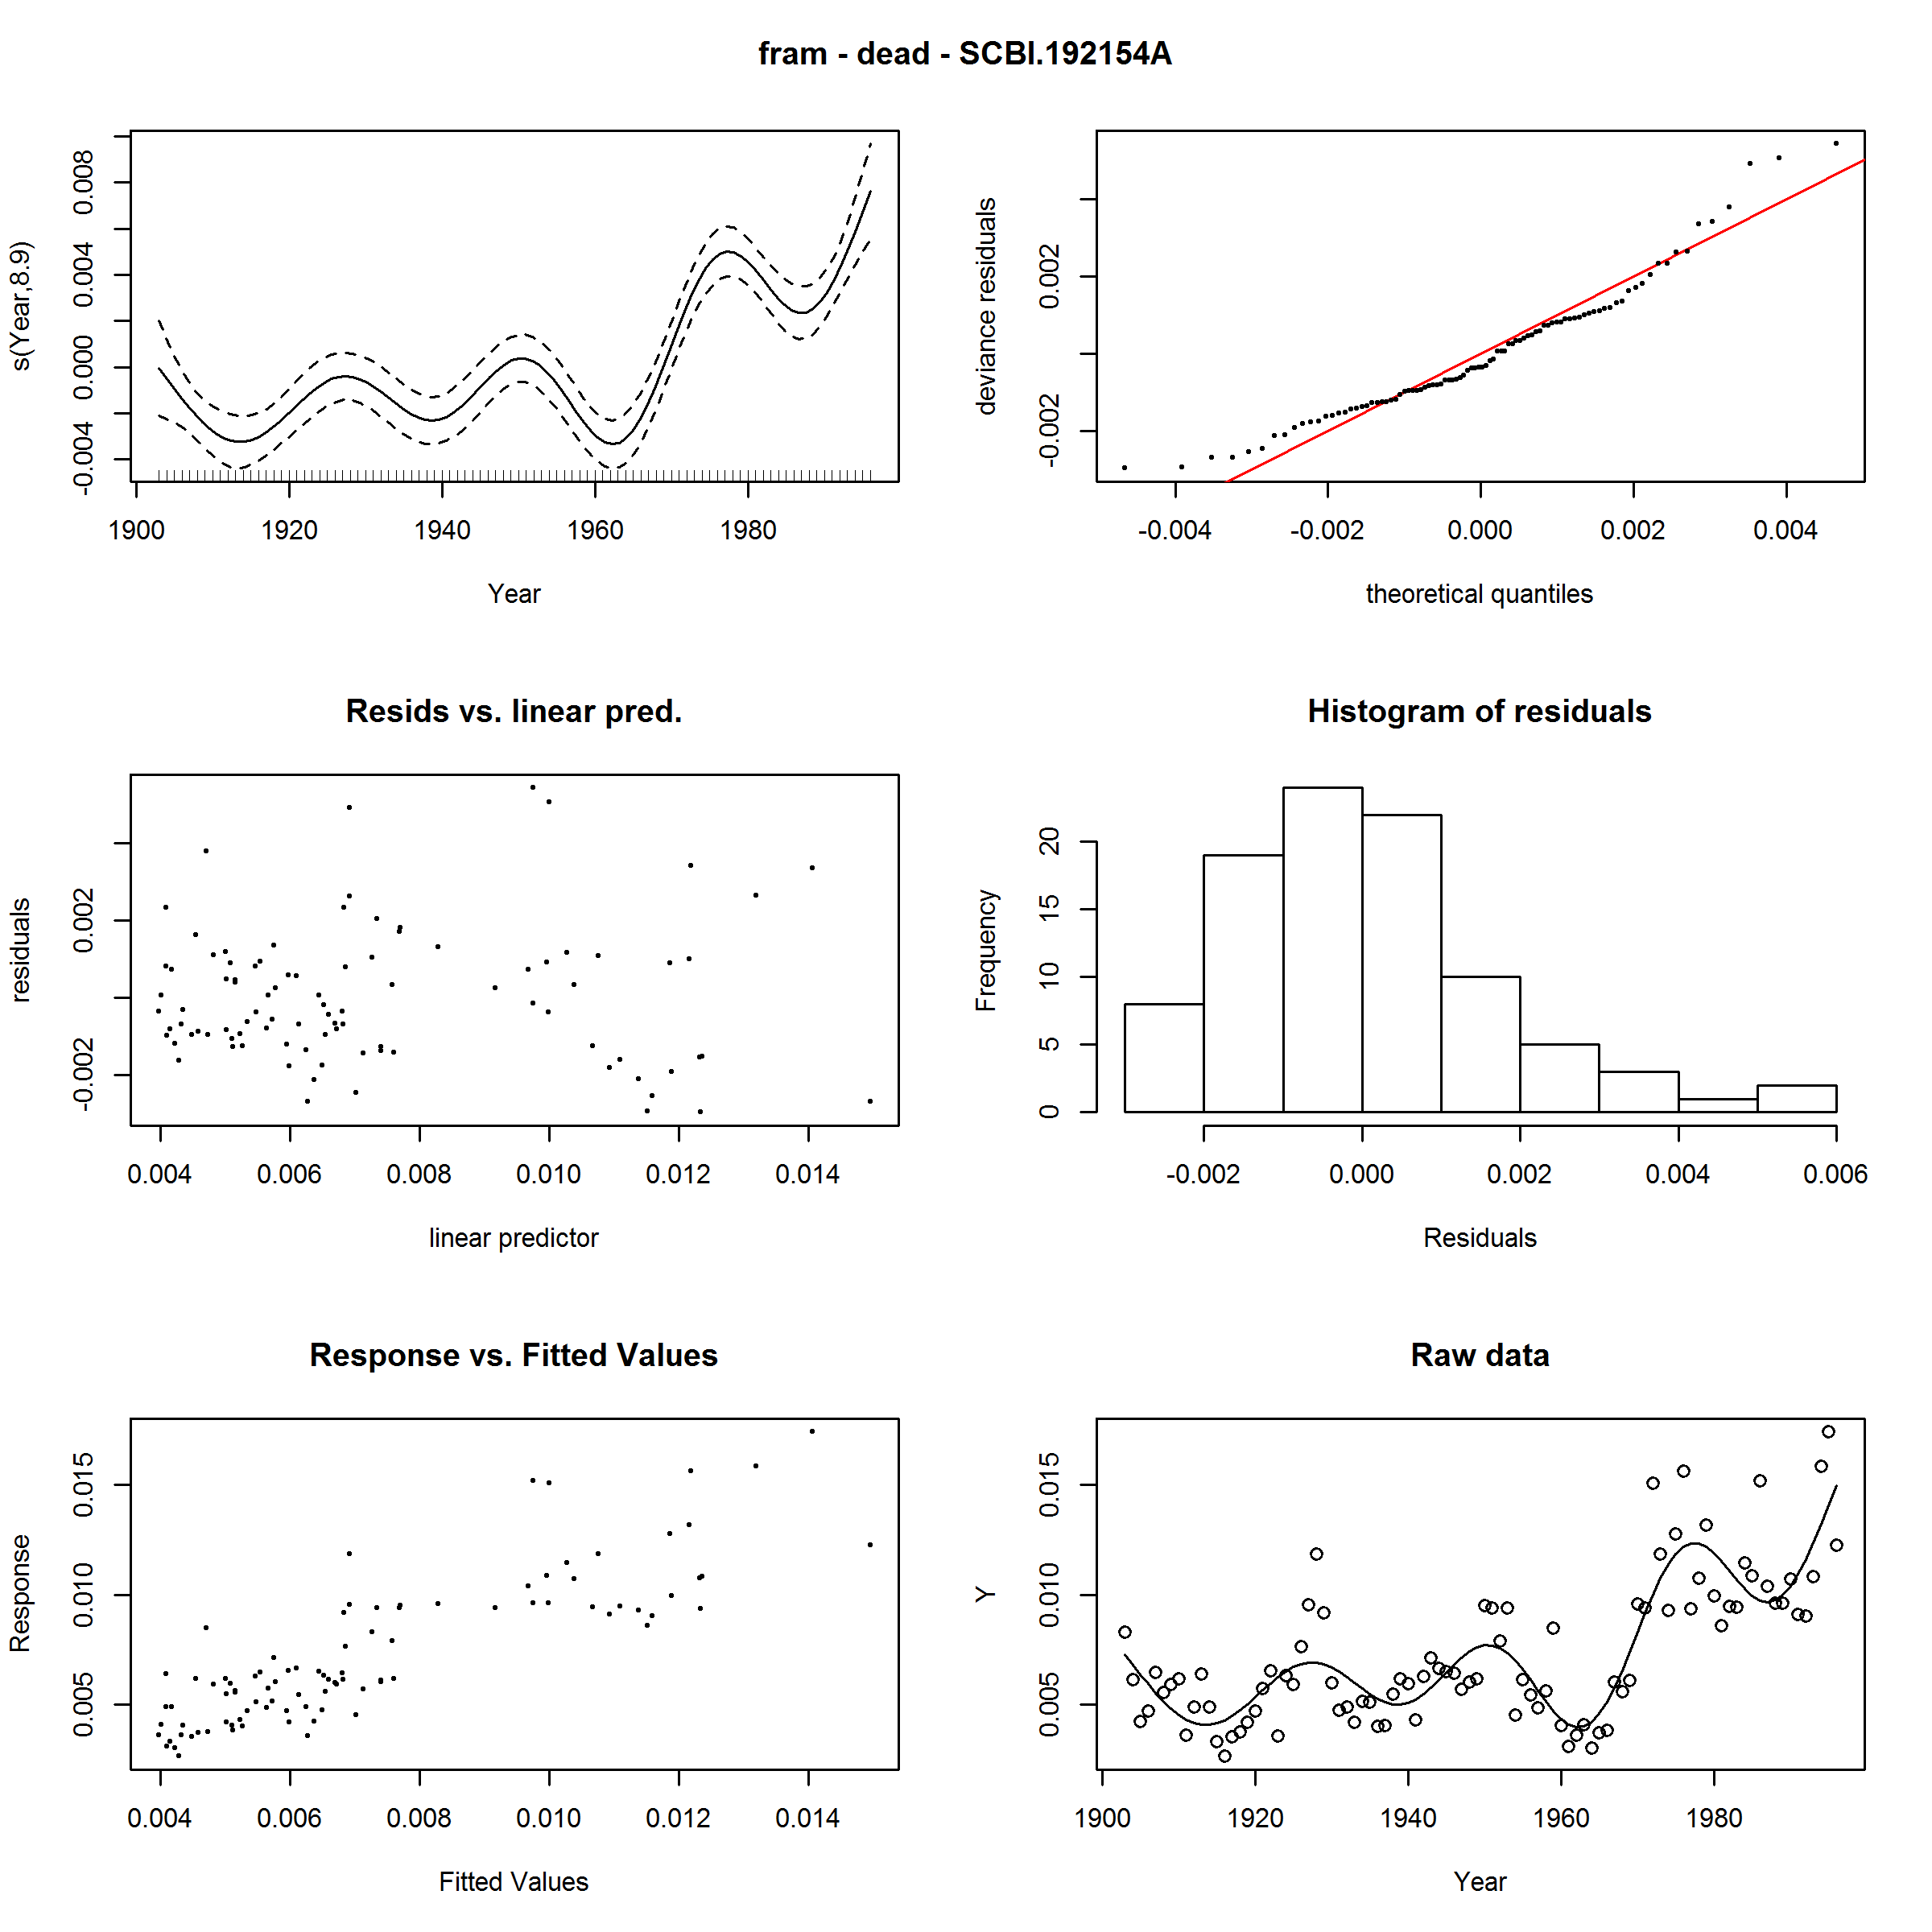 fram - dead - SCBI.192154A
s(Year,8.9)
0.008
0.004
0.000
-0.004
1900 1920 1940 1960 1980
Year
deviance residuals
0.002
-0.002
-0.004 -0.002 0.000 0.002 0.004
theoretical quantiles
Resids vs. linear pred.
residuals
0.002
-0.002
0.004 0.006 0.008 0.010 0.012 0.014
linear predictor
Histogram of residuals
Frequency
20
15
10
5
0
-0.002 0.000 0.002 0.004 0.006
Residuals
Response vs. Fitted Values
Response
0.015
0.010
0.005
0.004 0.006 0.008 0.010 0.012 0.014
Fitted Values
Raw data
Y
0.015
0.010
0.005
1900 1920 1940 1960 1980
Year